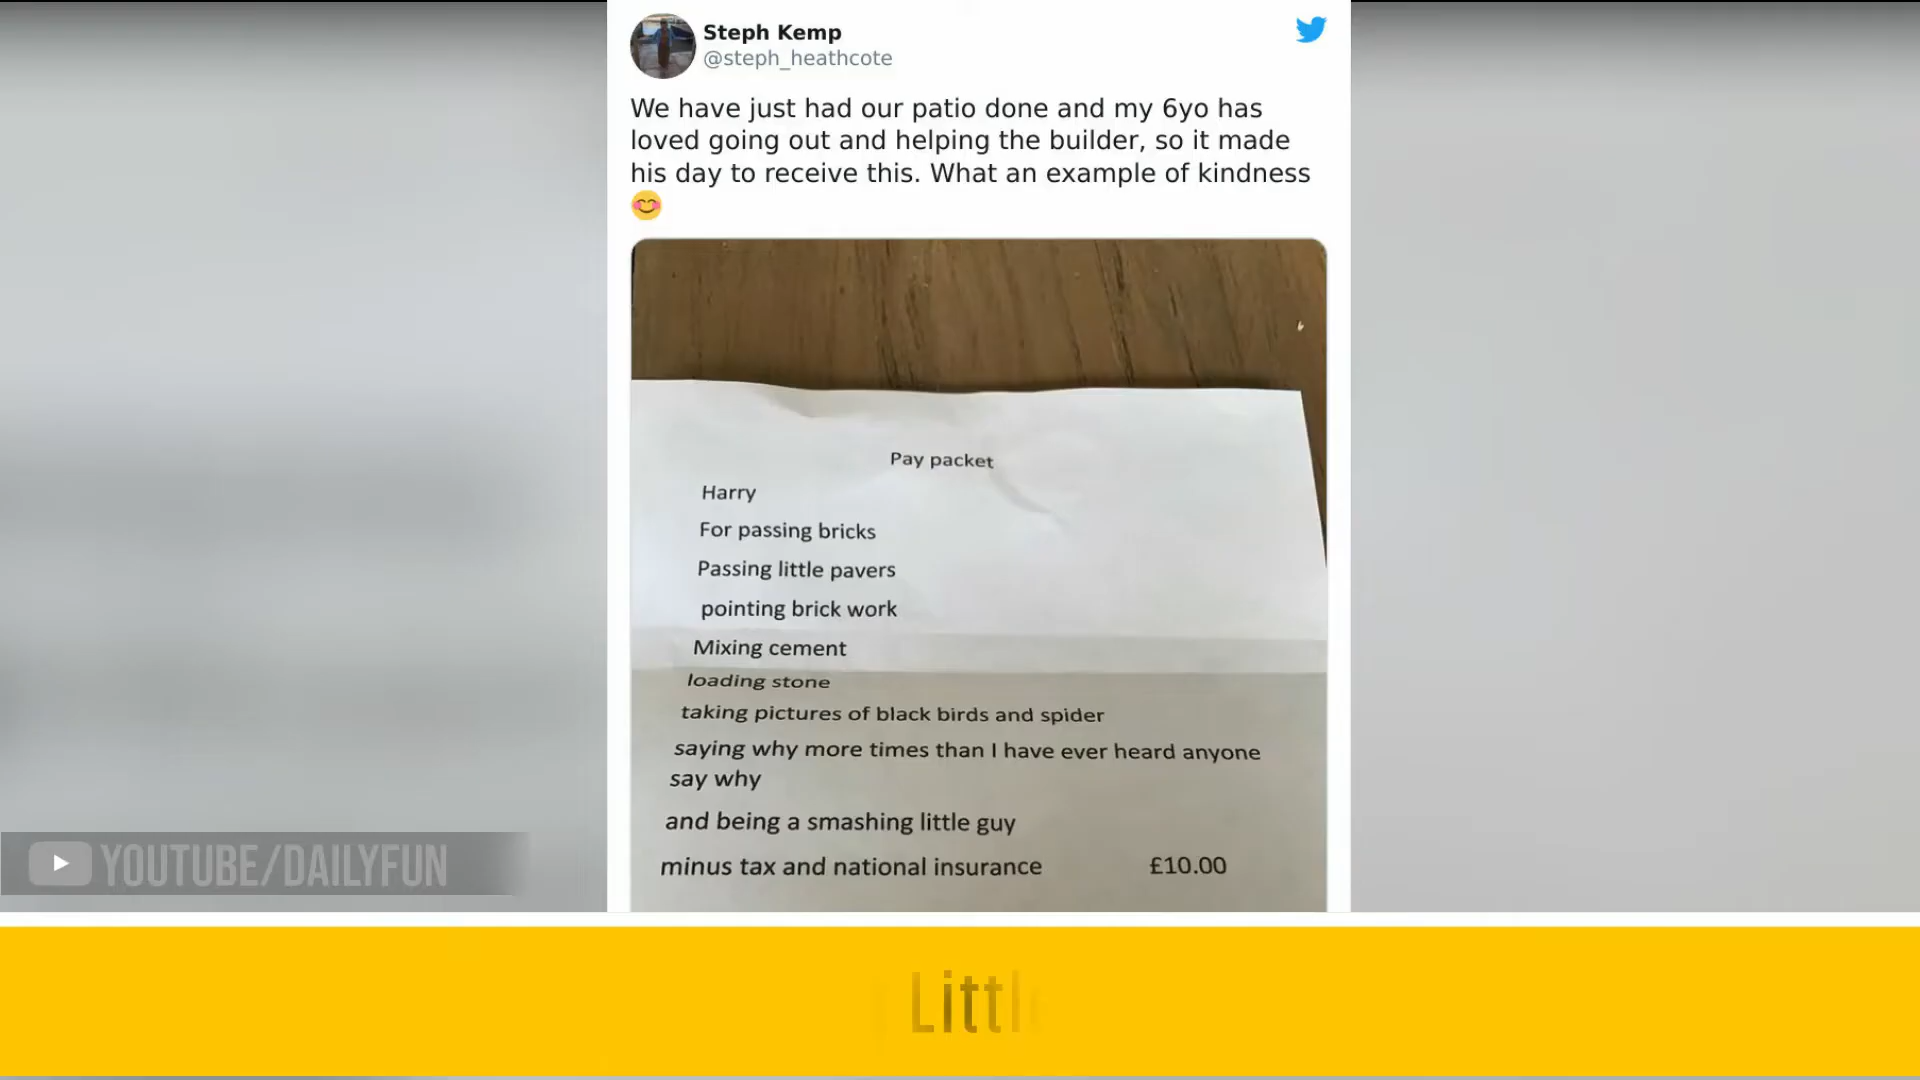 Steph Kemp
@steph_heathcote
We have just had our patio done and my 6yo has
loved going out and helping the builder, so it made
his day to receive this. What an example of kindness
😊
Pay packet
Harry
For passing bricks
Passing little pavers
pointing brick work
Mixing cement
loading stone
taking pictures of black birds and spider
saying why more times than I have ever heard anyone
say why
and being a smashing little guy
minus tax and national insurance £10.00
YOUTUBE/DAILYFUN